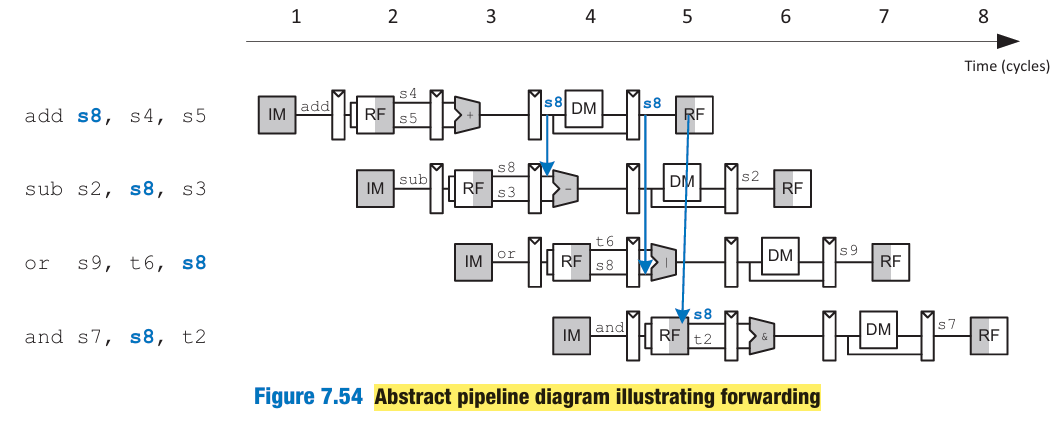 1 2 3 4 5 6 7 8
Time (cycles)
add s8, s4, s5 IM add RF s4 s5 + s8 DM s8 RF
sub s2, s8, s3 IM sub RF s8 s3 - DM s2 RF
or s9, t6, s8 IM or RF t6 s8 | DM s9 RF
and s7, s8, t2 IM and RF s8 t2 & DM s7 RF
Figure 7.54 Abstract pipeline diagram illustrating forwarding